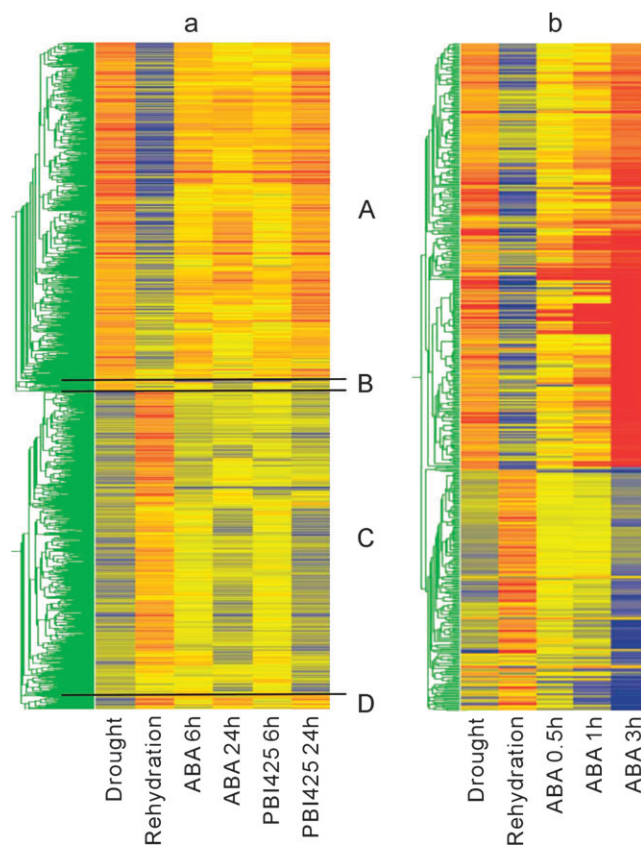 a
b
A
B
C
D
Drought
Rehydration
ABA 6h
ABA 24h
PBI425 6h
PBI425 24h
Drought
Rehydration
ABA 0.5h
ABA 1h
ABA 3h